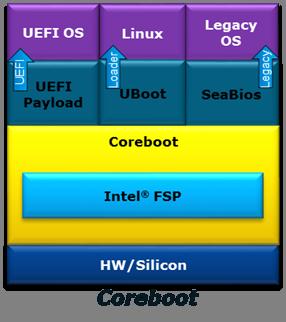 UEFI OS
Linux
Legacy
OS
UEFI
Loader
Legacy
UEFI
Payload
UBoot
SeaBios
Coreboot
Intel® FSP
HW/Silicon
Coreboot